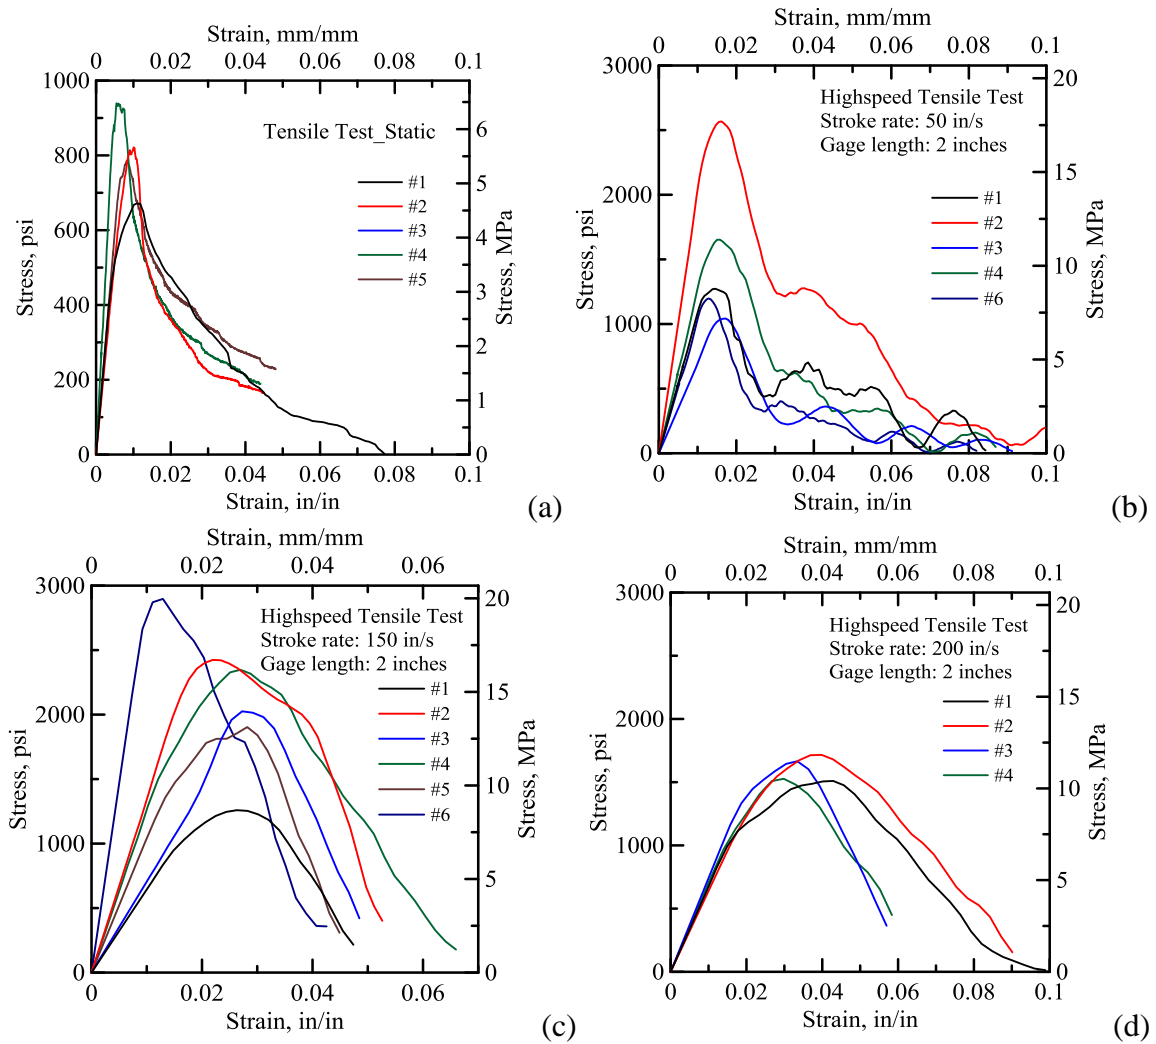 Strain, mm/mm
0 0.02 0.04 0.06 0.08 0.1
1000
800
600
400
200
0
Stress, psi
Tensile Test_Static
#1
#2
#3
#4
#5
6
5
4
3
2
1
0
Stress, MPa
0 0.02 0.04 0.06 0.08 0.1
Strain, in/in
(a)
Strain, mm/mm
0 0.02 0.04 0.06 0.08 0.1
3000
2000
1000
0
Stress, psi
Highspeed Tensile Test
Stroke rate: 50 in/s
Gage length: 2 inches
#1
#2
#3
#4
#6
20
15
10
5
0
Stress, MPa
0 0.02 0.04 0.06 0.08 0.1
Strain, in/in
(b)
Strain, mm/mm
0 0.02 0.04 0.06
3000
2000
1000
0
Stress, psi
Highspeed Tensile Test
Stroke rate: 150 in/s
Gage length: 2 inches
#1
#2
#3
#4
#5
#6
20
15
10
5
0
Stress, MPa
0 0.02 0.04 0.06
Strain, in/in
(c)
Strain, mm/mm
0 0.02 0.04 0.06 0.08 0.1
3000
2000
1000
0
Stress, psi
Highspeed Tensile Test
Stroke rate: 200 in/s
Gage length: 2 inches
#1
#2
#3
#4
20
15
10
5
0
Stress, MPa
0 0.02 0.04 0.06 0.08 0.1
Strain, in/in
(d)